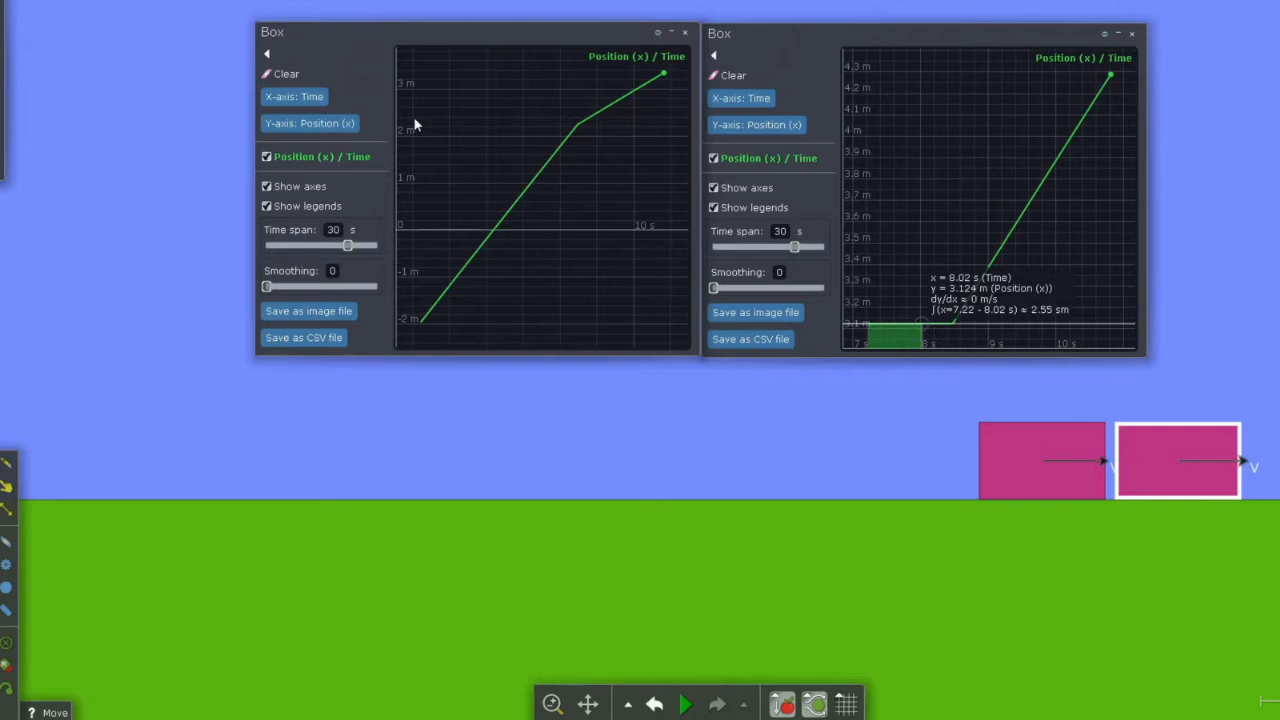 Box
Clear
X-axis: Time
Y-axis: Position (x)
Position (x) / Time
Show axes
Show legends
Time span: 30 s
Smoothing: 0
Save as image file
Save as CSV file
Position (x) / Time
3 m
2 m
1 m
0
-1 m
-2 m
10 s
Box
Clear
X-axis: Time
Y-axis: Position (x)
Position (x) / Time
Show axes
Show legends
Time span: 30 s
Smoothing: 0
Save as image file
Save as CSV file
Position (x) / Time
4.3 m
4.2 m
4.1 m
4 m
3.9 m
3.8 m
3.7 m
3.6 m
3.5 m
3.4 m
3.3 m
3.2 m
3.1 m
x = 8.02 s (Time)
y = 3.124 m (Position (x))
dy/dx ≈ 0 m/s
∫(x=7.22 - 8.02 s) ≈ 2.55 sm
7 s
8 s
9 s
10 s
V
V
? Move